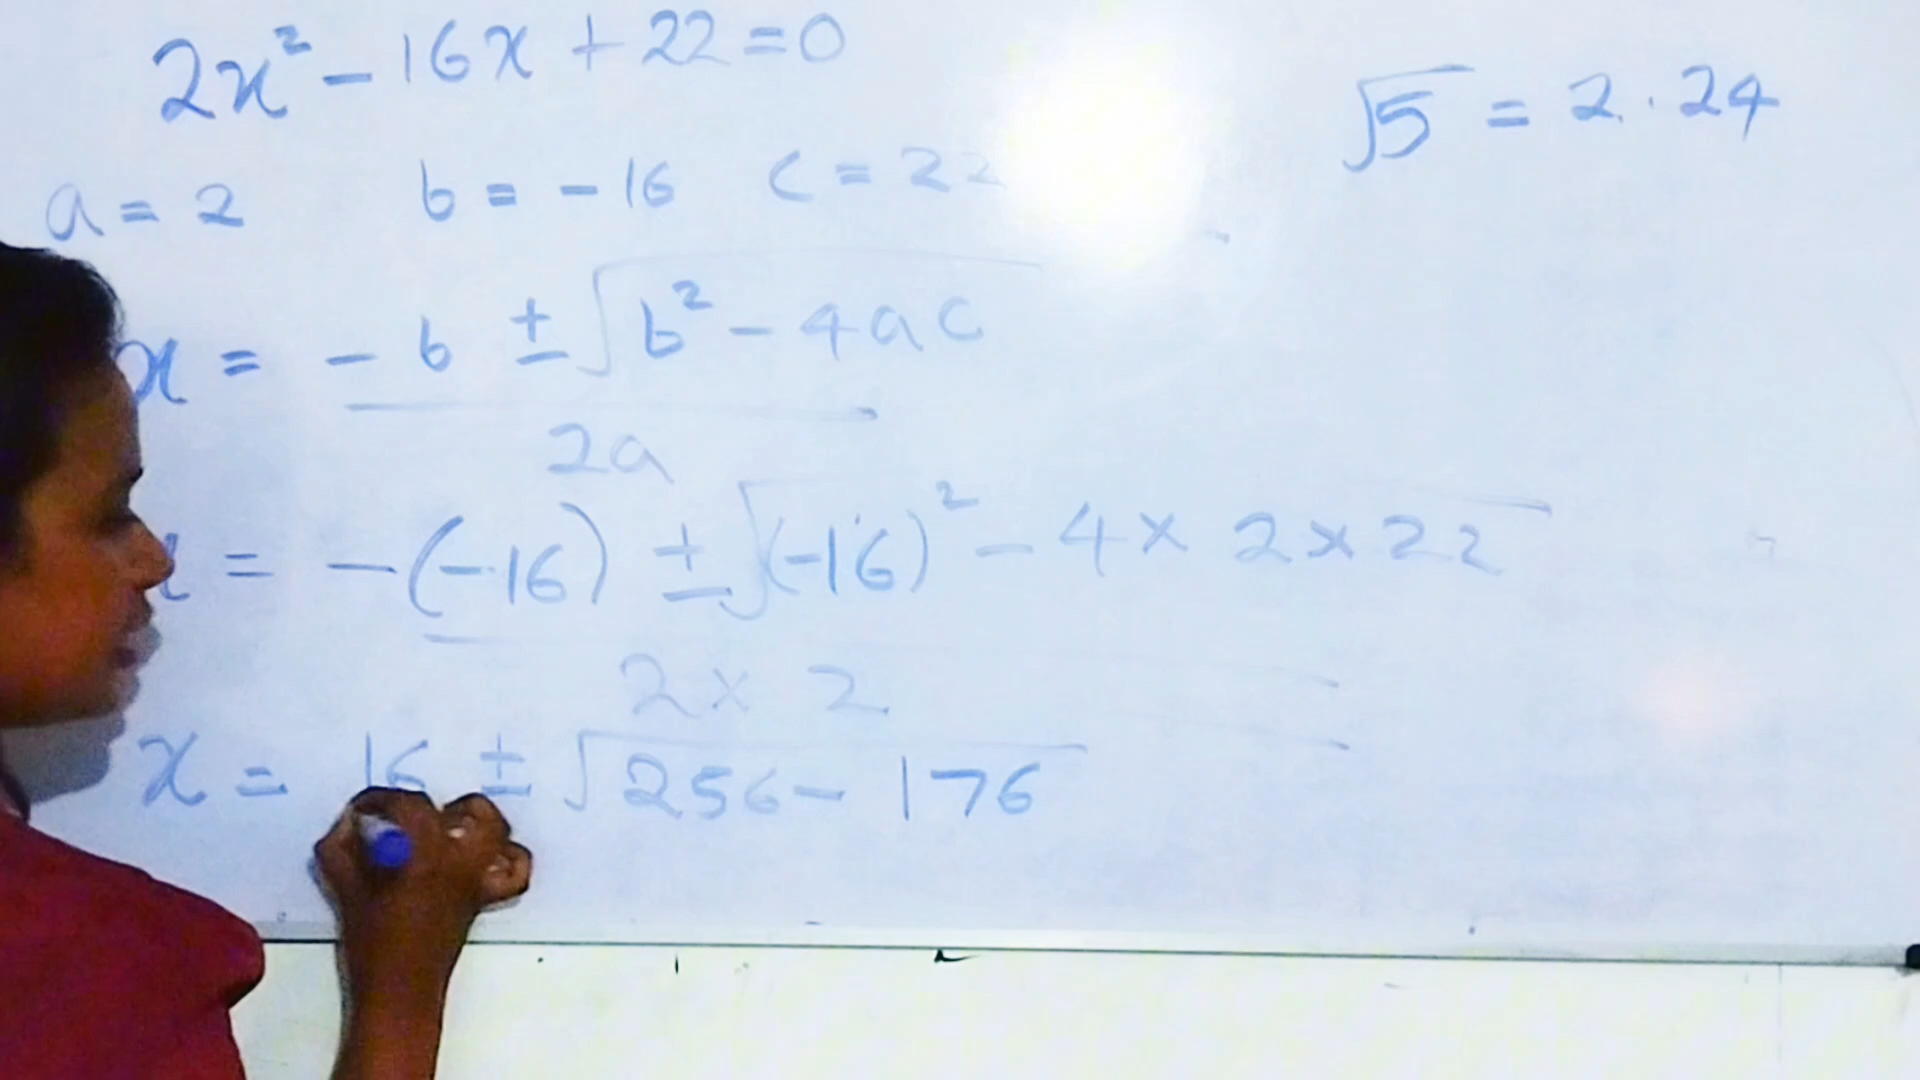 2x² - 16x + 22 = 0
√5 = 2.24
a = 2 b = -16 c = 22
x = -b ± √b² - 4ac
2a
x = -(-16) ± √(-16)² - 4 × 2 × 22
2 × 2
x = 16 ± √256 - 176